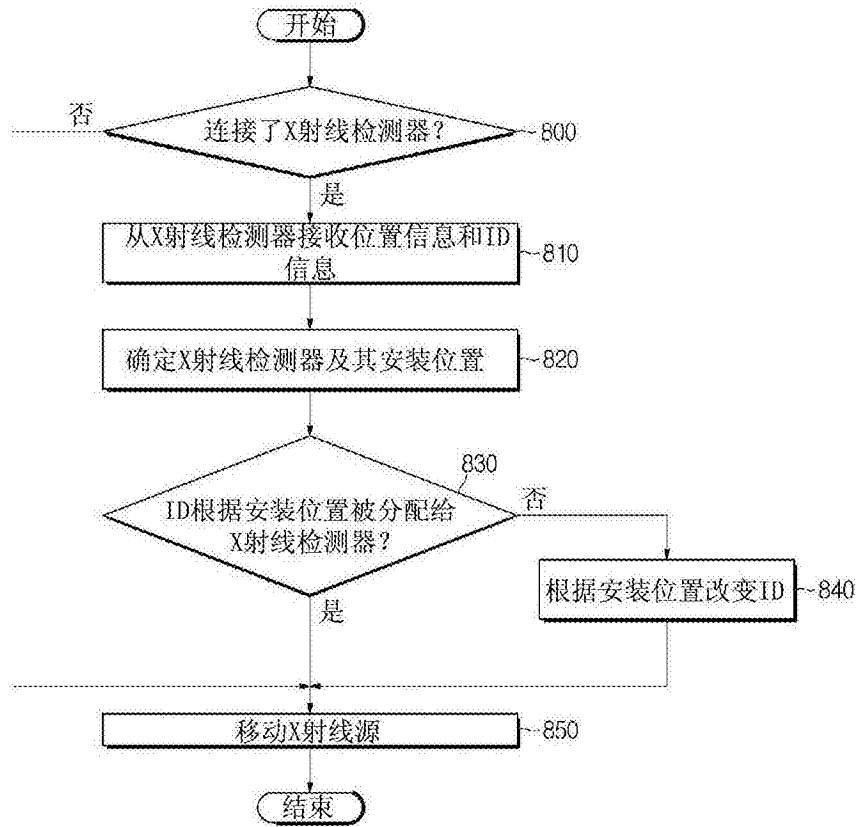 开始
否
连接了X射线检测器?
800
是
从X射线检测器接收位置信息和ID
信息
810
确定X射线检测器及其安装位置
820
830
ID根据安装位置被分配给
X射线检测器?
否
是
根据安装位置改变ID
840
移动X射线源
850
结束